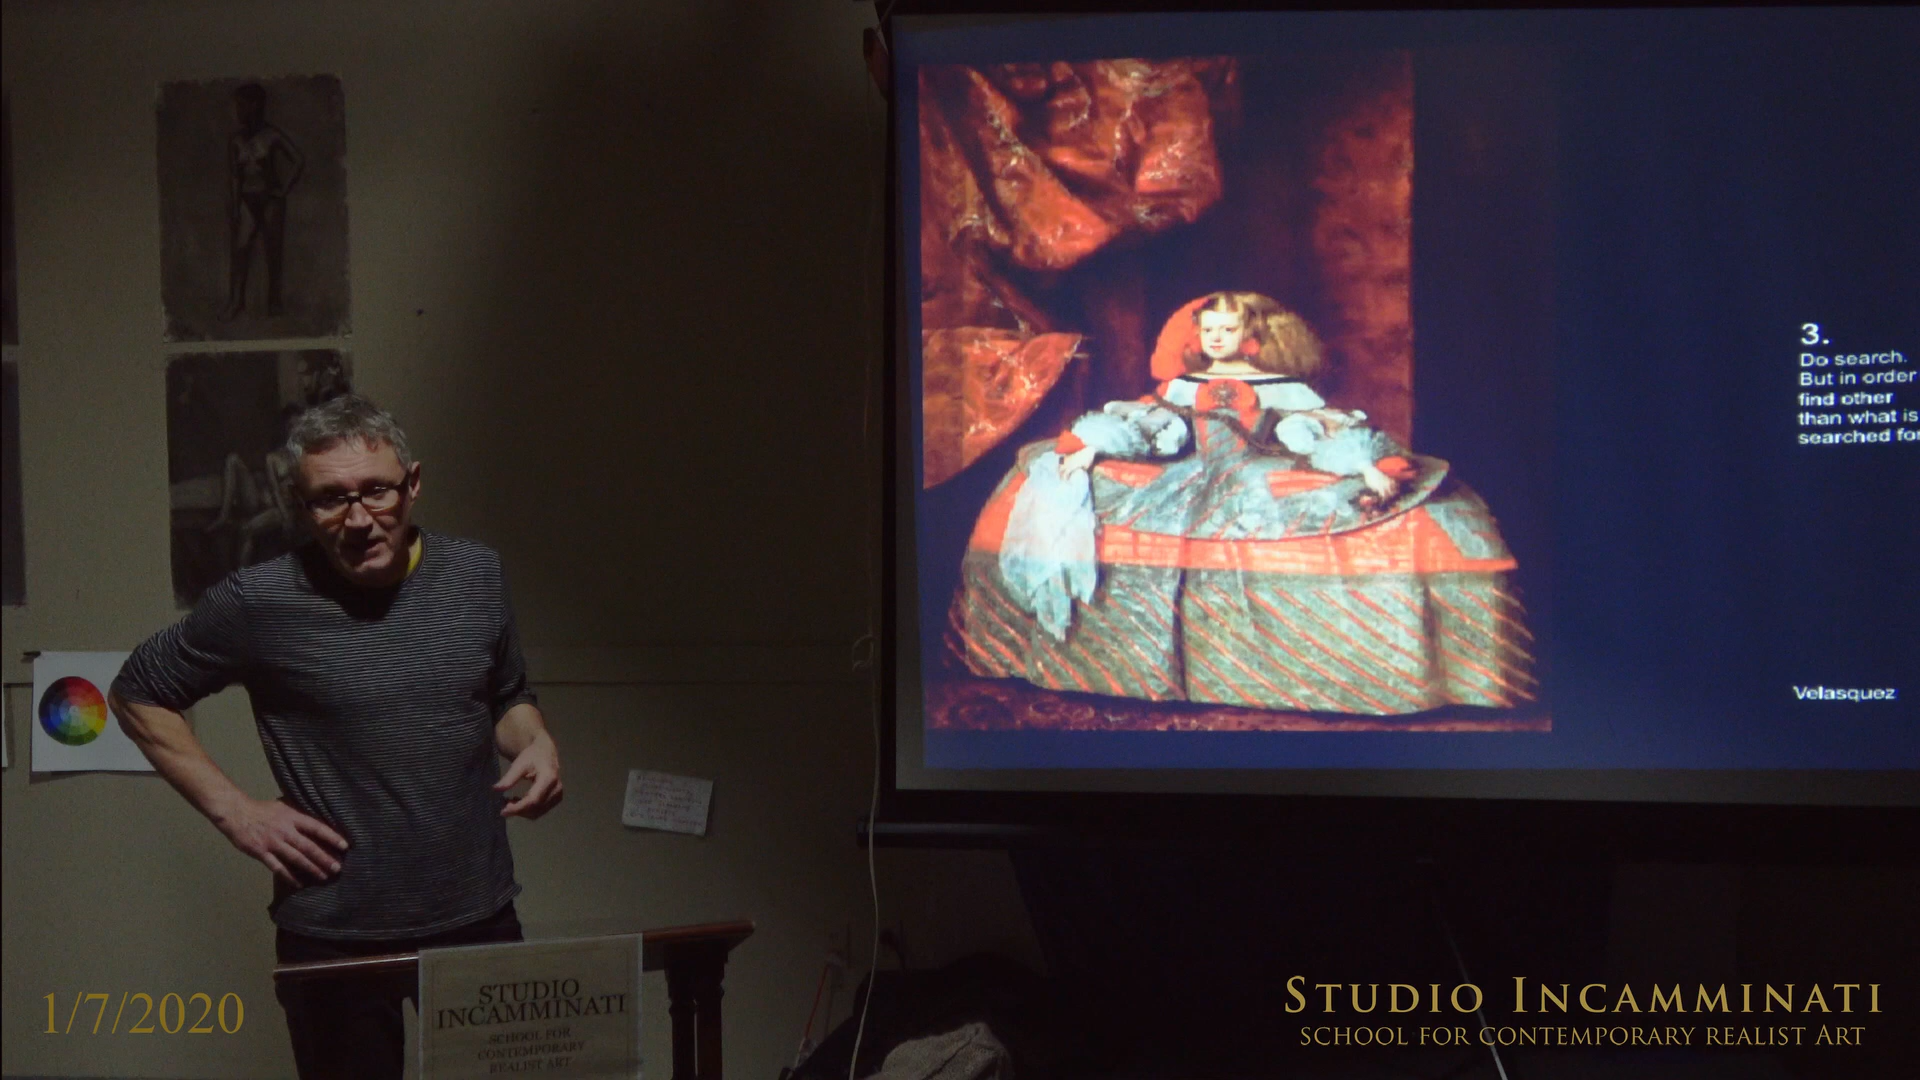 3.
Do search.
But in order
find other
than what is
searched for
Velasquez
STUDIO
INCAMMINATI
SCHOOL FOR
CONTEMPORARY
REALIST ART
1/7/2020
STUDIO INCAMMINATI
SCHOOL FOR CONTEMPORARY REALIST ART